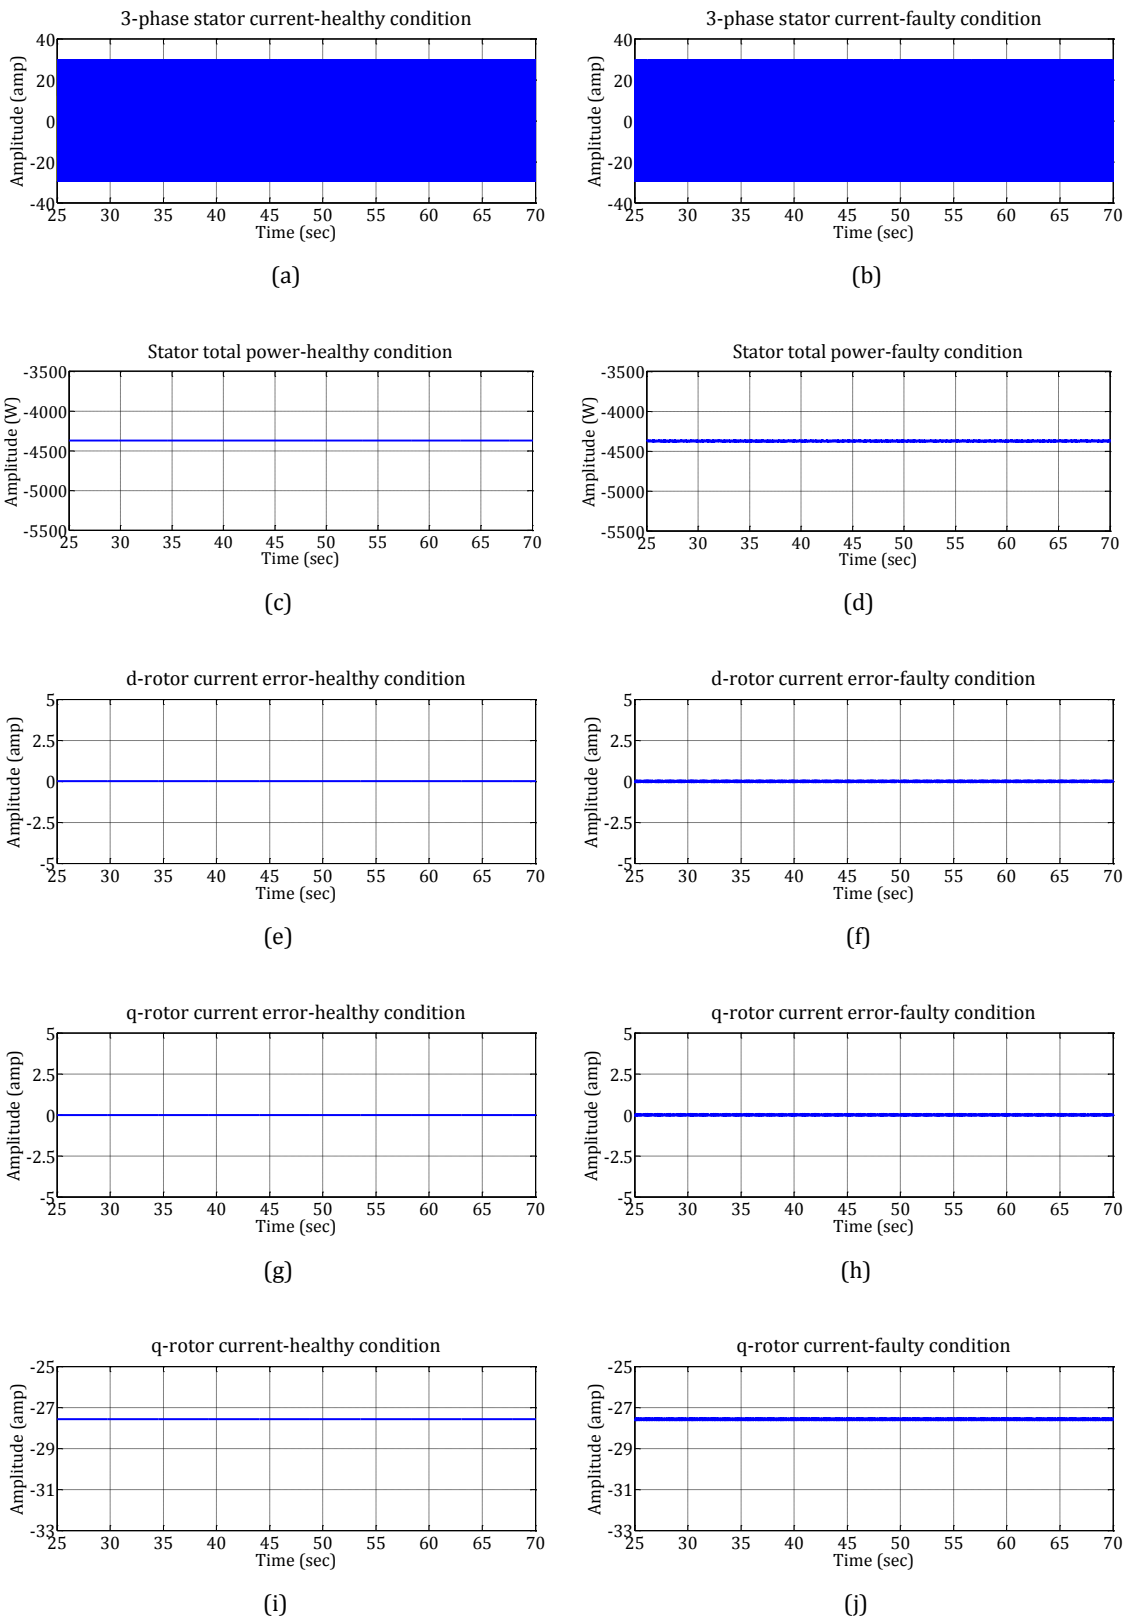 3-phase stator current-healthy condition
40
20
0
-20
-40
Amplitude (amp)
25 30 35 40 45 50 55 60 65 70
Time (sec)
(a)
3-phase stator current-faulty condition
40
20
0
-20
-40
Amplitude (amp)
25 30 35 40 45 50 55 60 65 70
Time (sec)
(b)
Stator total power-healthy condition
-3500
-4000
-4500
-5000
-5500
Amplitude (W)
25 30 35 40 45 50 55 60 65 70
Time (sec)
(c)
Stator total power-faulty condition
-3500
-4000
-4500
-5000
-5500
Amplitude (W)
25 30 35 40 45 50 55 60 65 70
Time (sec)
(d)
d-rotor current error-healthy condition
5
2.5
0
-2.5
-5
Amplitude (amp)
25 30 35 40 45 50 55 60 65 70
Time (sec)
(e)
d-rotor current error-faulty condition
5
2.5
0
-2.5
-5
Amplitude (amp)
25 30 35 40 45 50 55 60 65 70
Time (sec)
(f)
q-rotor current error-healthy condition
5
2.5
0
-2.5
-5
Amplitude (amp)
25 30 35 40 45 50 55 60 65 70
Time (sec)
(g)
q-rotor current error-faulty condition
5
2.5
0
-2.5
-5
Amplitude (amp)
25 30 35 40 45 50 55 60 65 70
Time (sec)
(h)
q-rotor current-healthy condition
-25
-27
-29
-31
-33
Amplitude (amp)
25 30 35 40 45 50 55 60 65 70
Time (sec)
(i)
q-rotor current-faulty condition
-25
-27
-29
-31
-33
Amplitude (amp)
25 30 35 40 45 50 55 60 65 70
Time (sec)
(j)